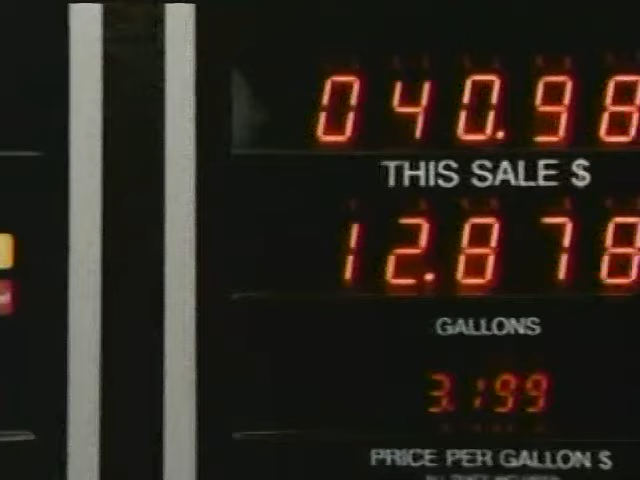 040.98
THIS SALE $
12.878
GALLONS
3.199
PRICE PER GALLON $